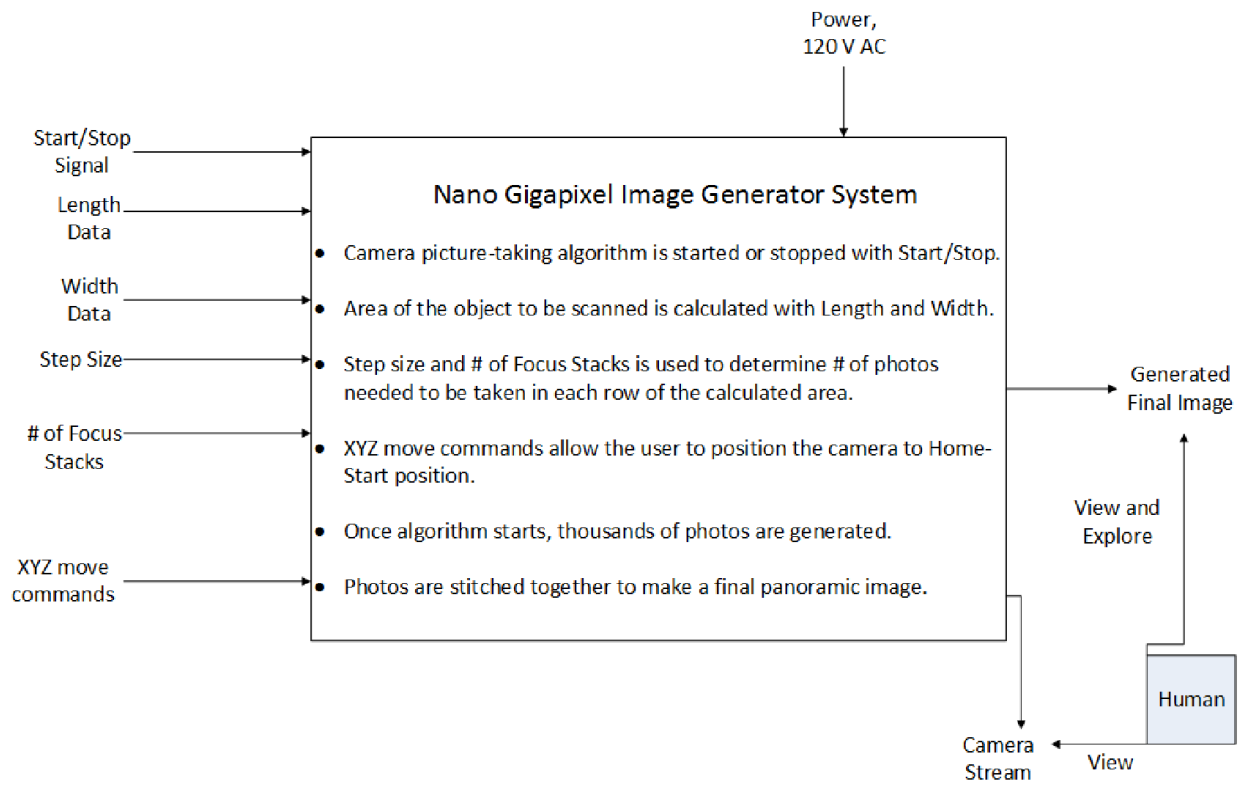 Power,
120 V AC
Start/Stop
Signal
Length
Data
Width
Data
Step Size
# of Focus
Stacks
XYZ move
commands
Nano Gigapixel Image Generator System
● Camera picture-taking algorithm is started or stopped with Start/Stop.
● Area of the object to be scanned is calculated with Length and Width.
● Step size and # of Focus Stacks is used to determine # of photos
needed to be taken in each row of the calculated area.
● XYZ move commands allow the user to position the camera to Home-
Start position.
● Once algorithm starts, thousands of photos are generated.
● Photos are stitched together to make a final panoramic image.
Generated
Final Image
View and
Explore
Human
Camera
Stream
View